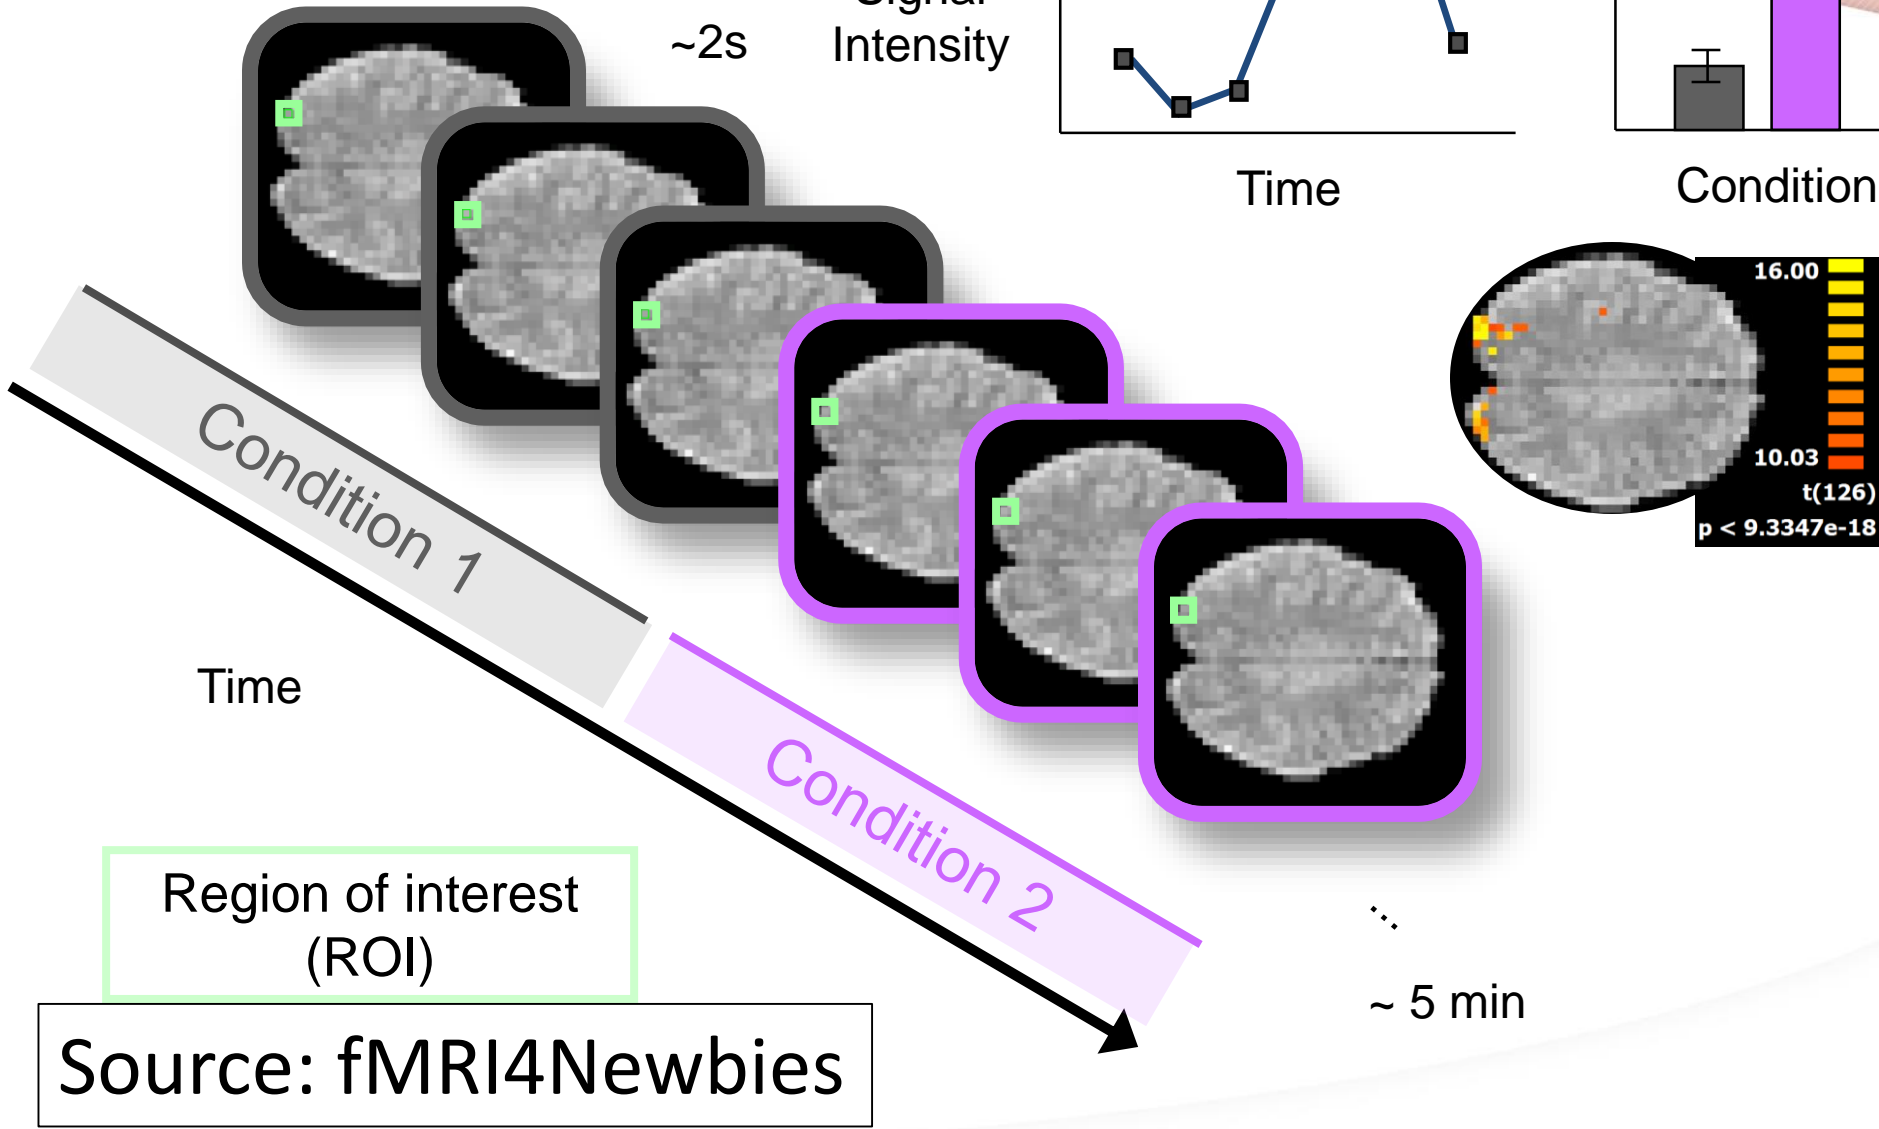 Signal
Intensity
~2s
Time
Condition
16.00
10.03
t(126)
p < 9.3347e-18
Condition 1
Time
Condition 2
Region of interest
(ROI)
...
~ 5 min
Source: fMRI4Newbies